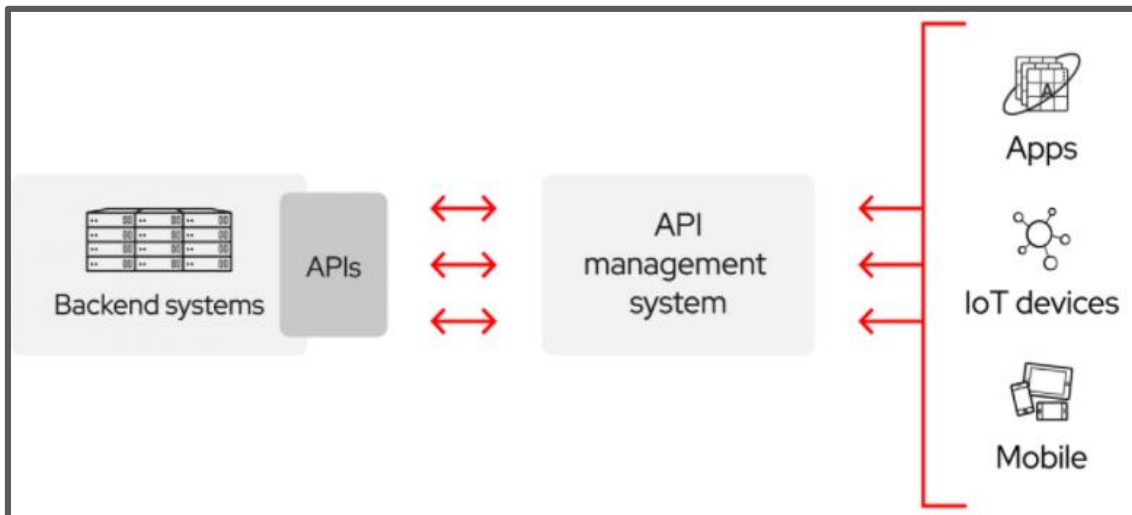 Backend systems
APIs
API
management
system
Apps
IoT devices
Mobile